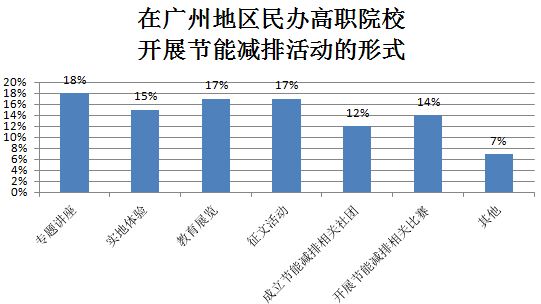 在广州地区民办高职院校
开展节能减排活动的形式
20%
18%
16%
14%
12%
10%
8%
6%
4%
2%
0%
18%
15%
17%
17%
12%
14%
7%
专题讲座
实地体验
教育展览
征文活动
成立节能减排相关社团
开展节能减排相关比赛
其他